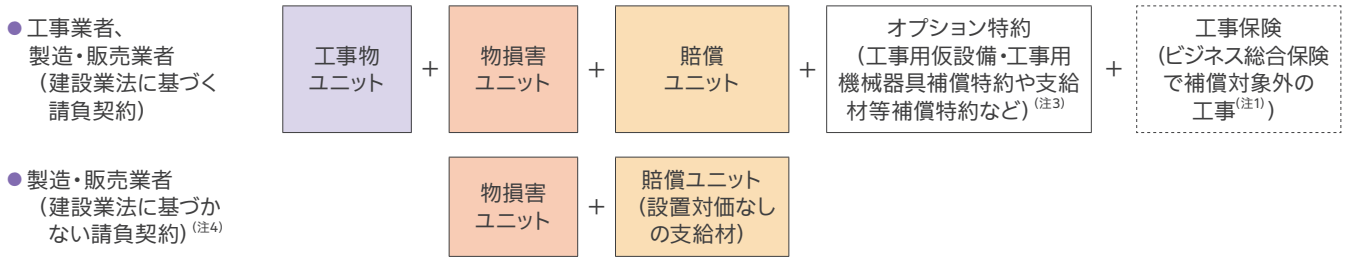 ● 工事業者、
製造・販売業者
（建設業法に基づく
請負契約）
工事物
ユニット
＋
物損害
ユニット
＋
賠償
ユニット
＋
オプション特約
（工事用仮設備・工事用
機械器具補償特約や支給
材等補償特約など）(注3)
＋
工事保険
（ビジネス総合保険
で補償対象外の
工事(注1)）
● 製造・販売業者
（建設業法に基づか
ない請負契約）(注4)
物損害
ユニット
＋
賠償ユニット
（設置対価なし
の支給材）